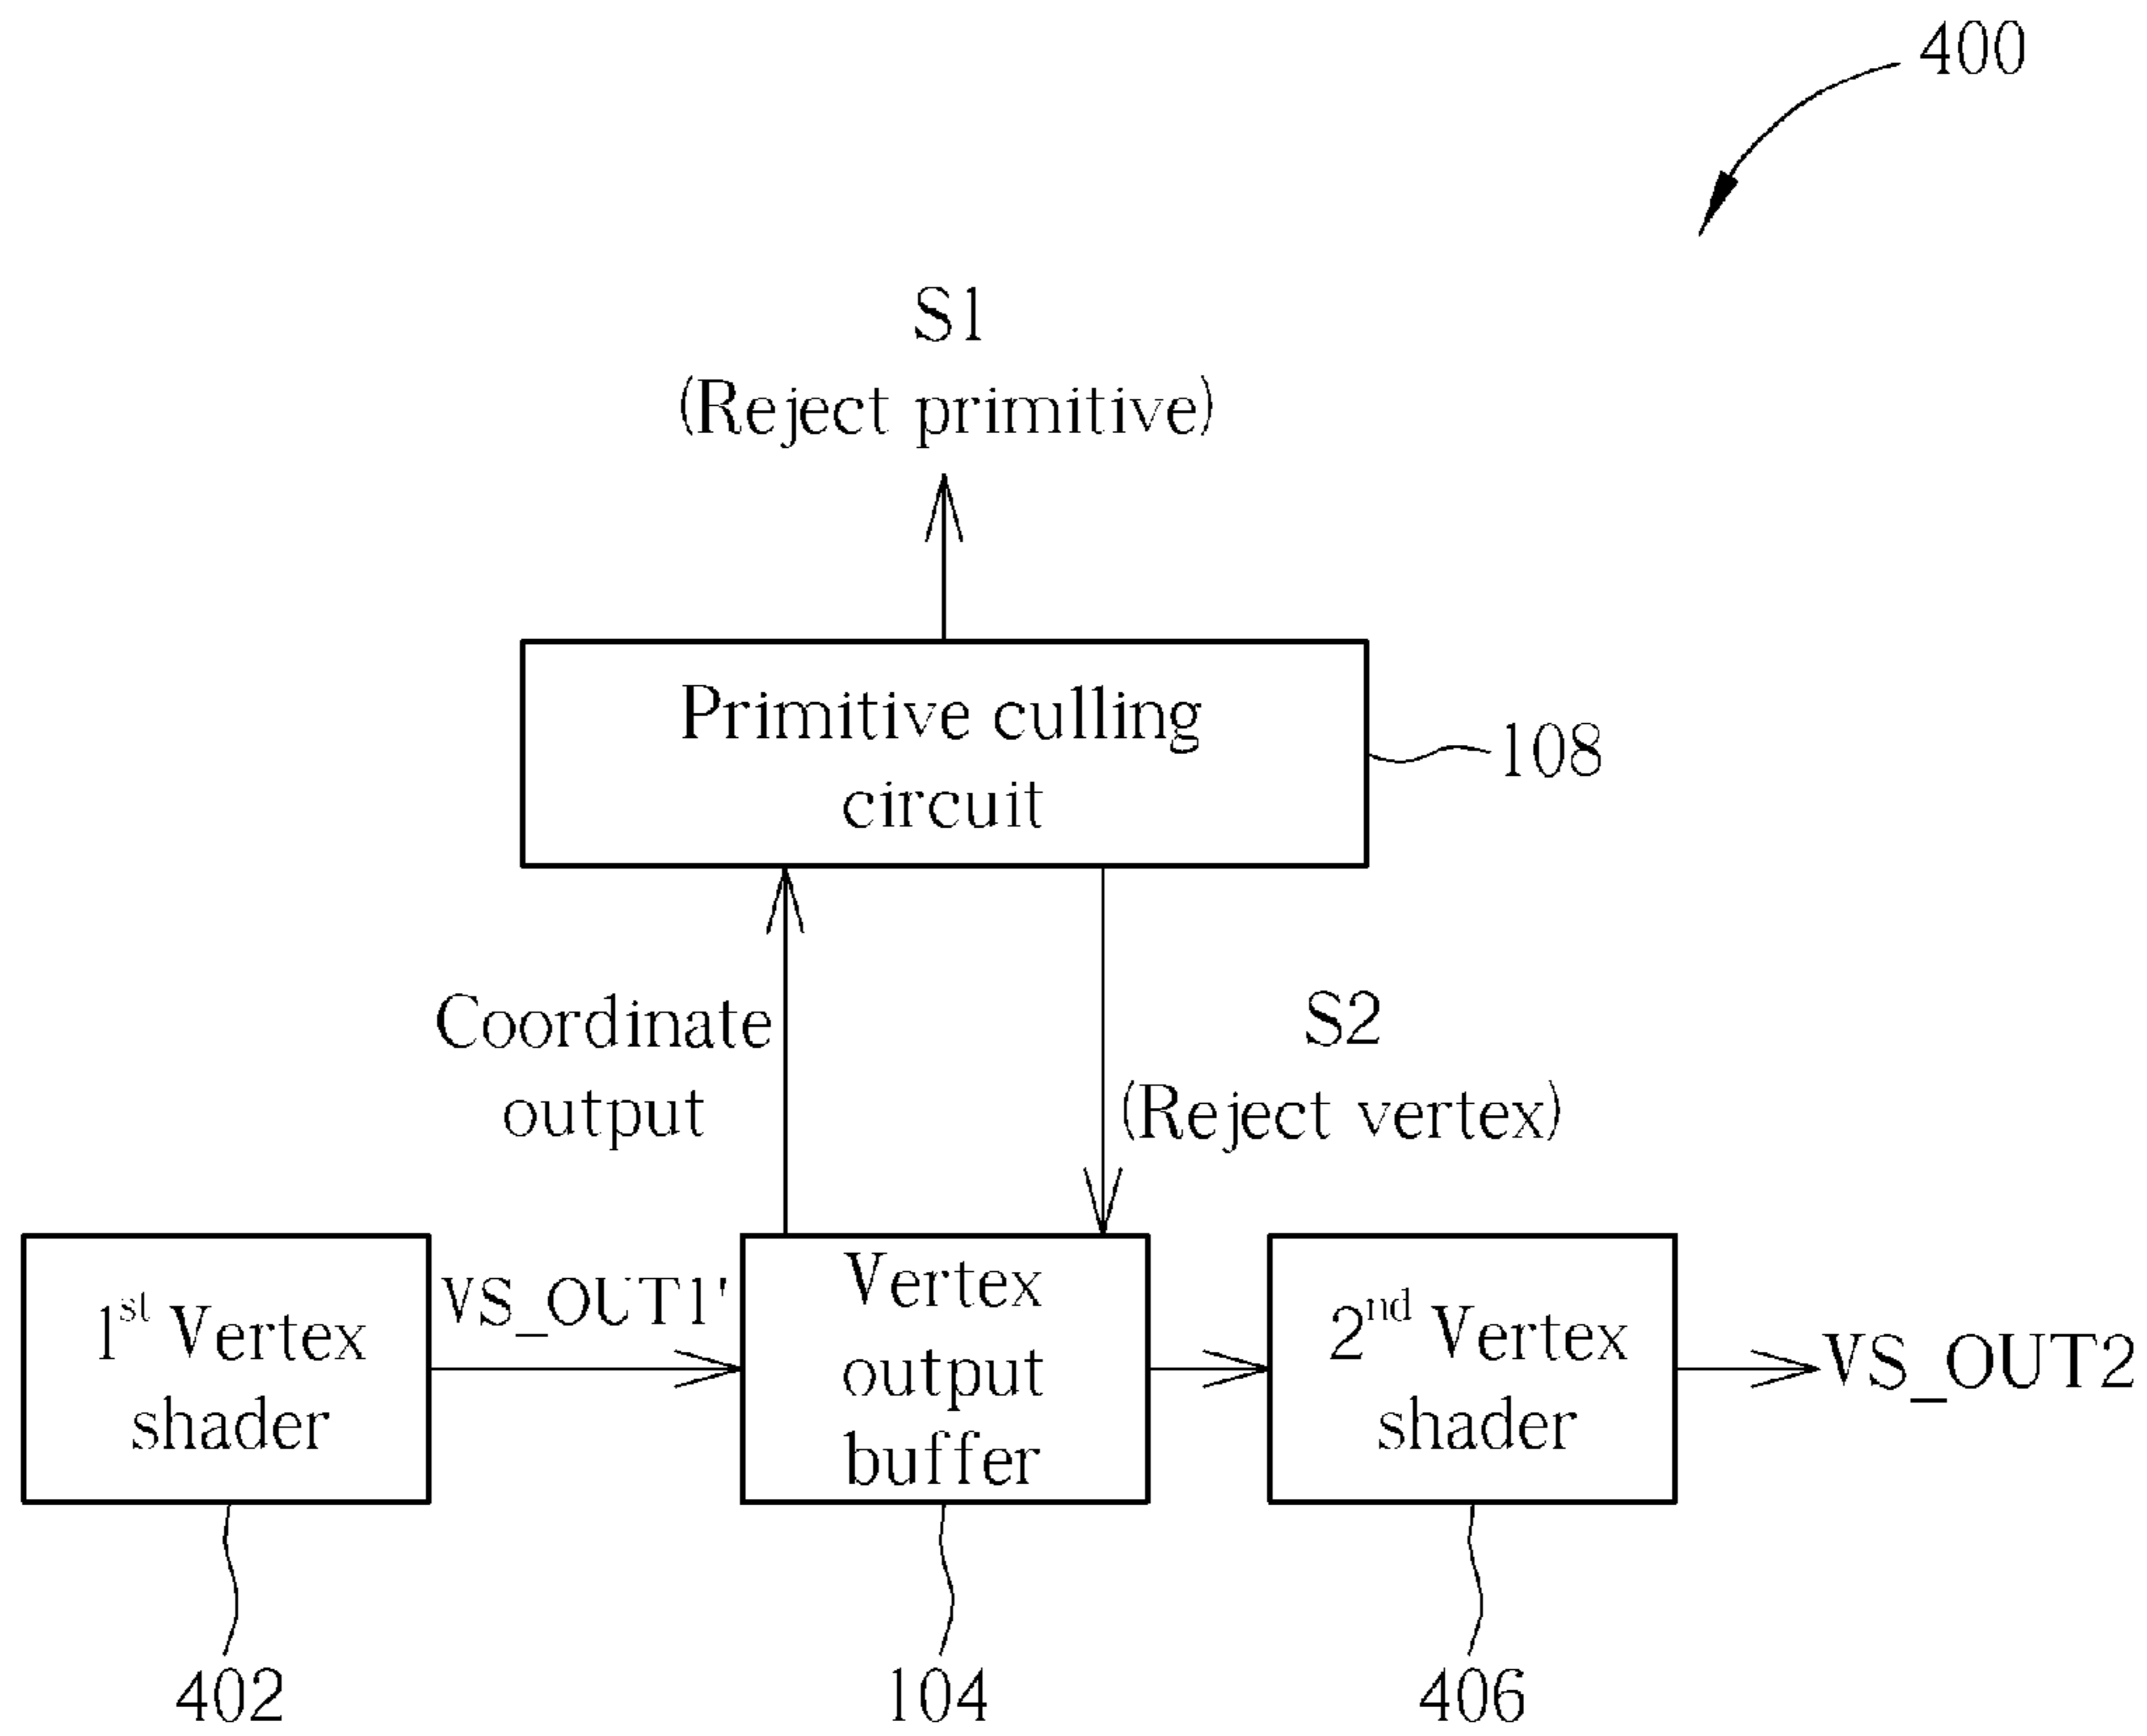 400
S1
(Reject primitive)
Primitive culling
circuit
108
Coordinate
output
S2
(Reject vertex)
1st Vertex
shader
VS_OUT1'
Vertex
output
buffer
2nd Vertex
shader
VS_OUT2
402
104
406